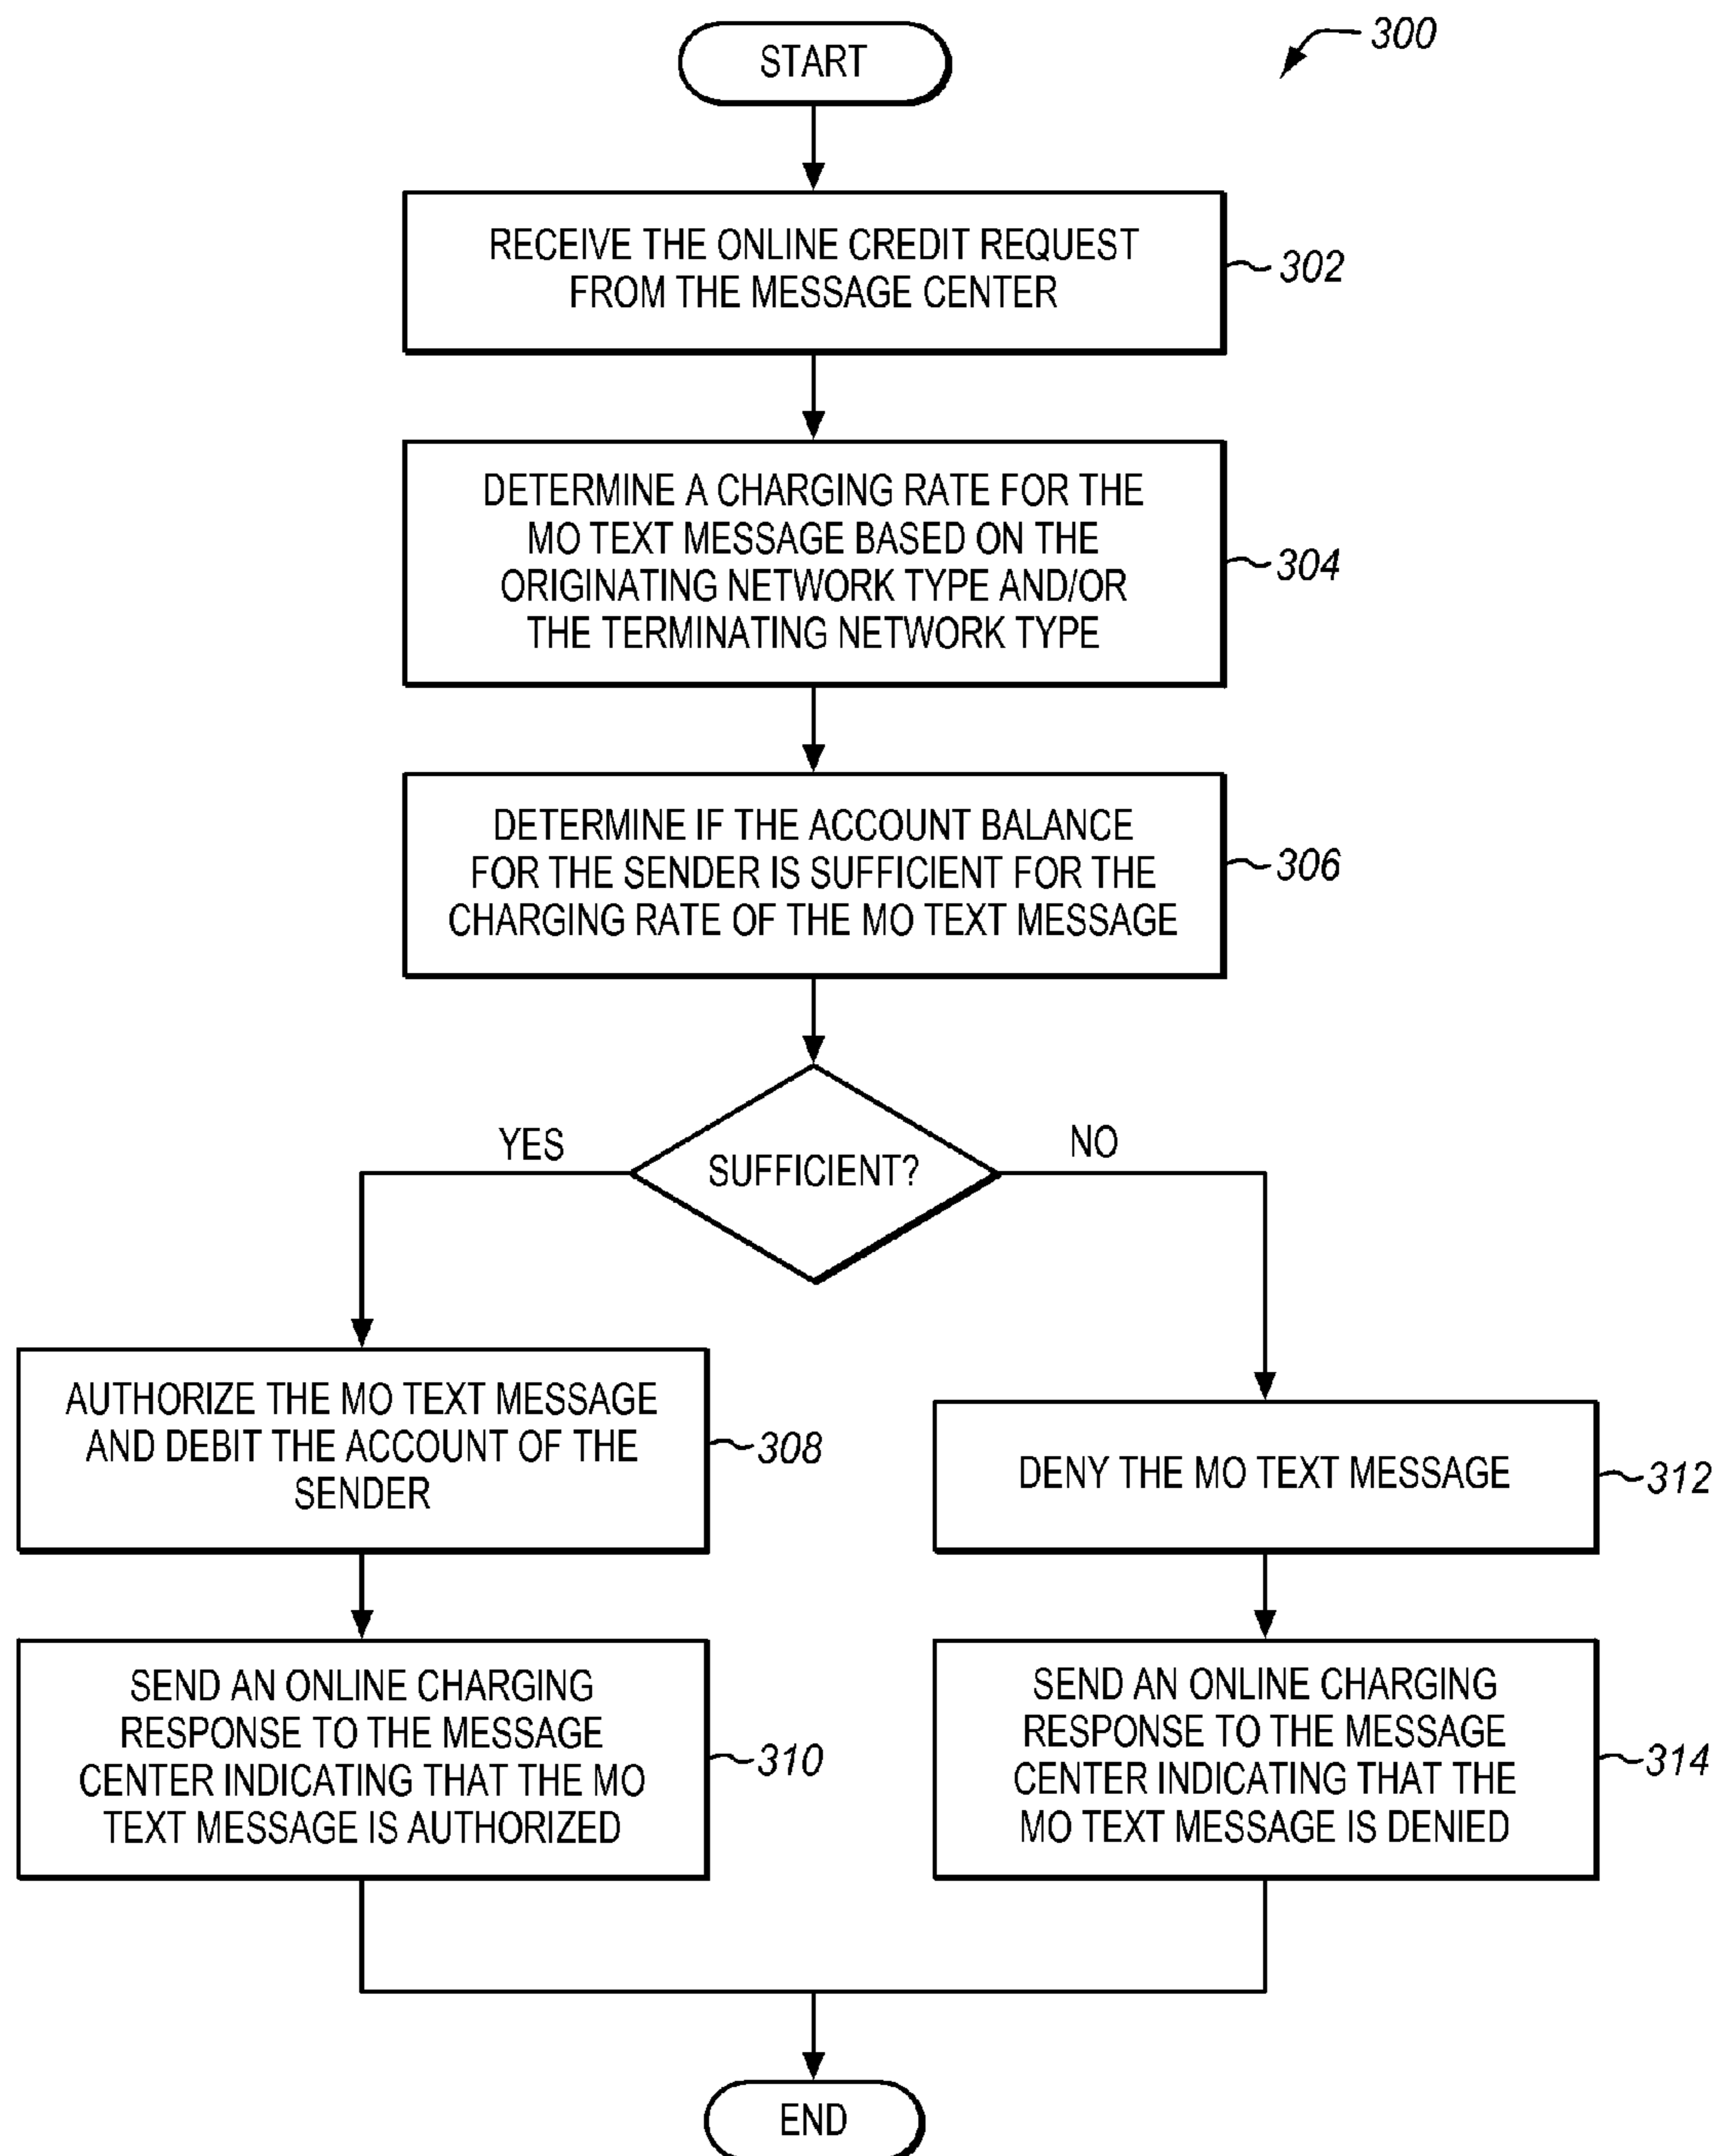 START
300
RECEIVE THE ONLINE CREDIT REQUEST
FROM THE MESSAGE CENTER
302
DETERMINE A CHARGING RATE FOR THE
MO TEXT MESSAGE BASED ON THE
ORIGINATING NETWORK TYPE AND/OR
THE TERMINATING NETWORK TYPE
304
DETERMINE IF THE ACCOUNT BALANCE
FOR THE SENDER IS SUFFICIENT FOR THE
CHARGING RATE OF THE MO TEXT MESSAGE
306
YES
SUFFICIENT?
NO
AUTHORIZE THE MO TEXT MESSAGE
AND DEBIT THE ACCOUNT OF THE
SENDER
308
DENY THE MO TEXT MESSAGE
312
SEND AN ONLINE CHARGING
RESPONSE TO THE MESSAGE
CENTER INDICATING THAT THE MO
TEXT MESSAGE IS AUTHORIZED
310
SEND AN ONLINE CHARGING
RESPONSE TO THE MESSAGE
CENTER INDICATING THAT THE
MO TEXT MESSAGE IS DENIED
314
END